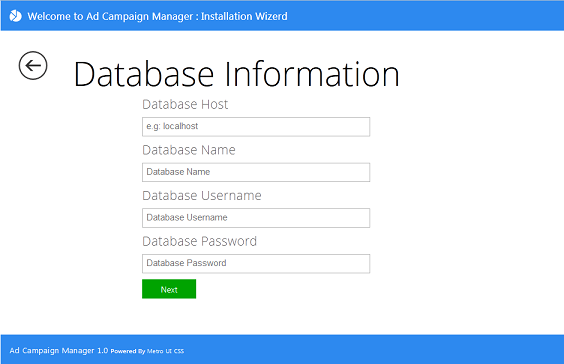 Welcome to Ad Campaign Manager : Installation Wizerd
Database Information
Database Host
e.g: localhost
Database Name
Database Name
Database Username
Database Username
Database Password
Database Password
Next
Ad Campaign Manager 1.0 Powered By Metro UI CSS